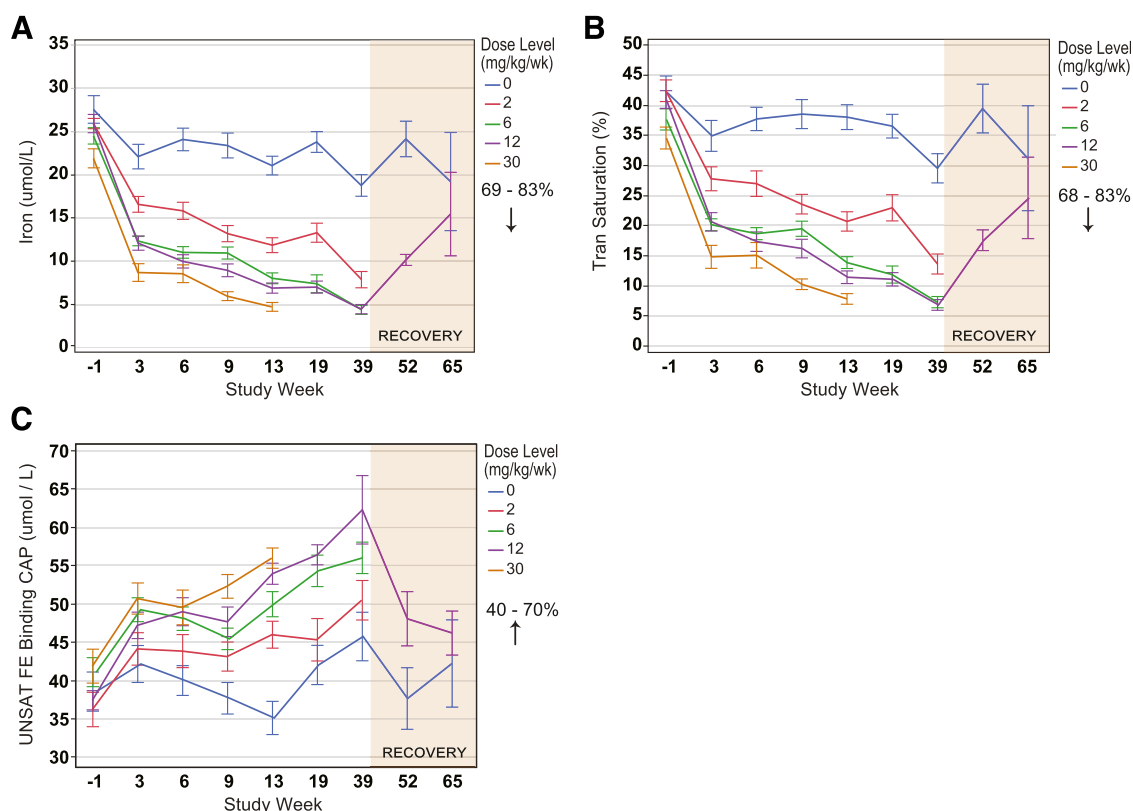 A
Iron (umol/L)
35
30
25
20
15
10
5
0
-1 3 6 9 13 19 39 52 65
Study Week
RECOVERY
Dose Level
(mg/kg/wk)
0
2
6
12
30
69 - 83%
↓
B
Tran Saturation (%)
50
45
40
35
30
25
20
15
10
5
0
-1 3 6 9 13 19 39 52 65
Study Week
RECOVERY
Dose Level
(mg/kg/wk)
0
2
6
12
30
68 - 83%
↓
C
UNSAT FE Binding CAP (umol / L)
70
65
60
55
50
45
40
35
30
-1 3 6 9 13 19 39 52 65
Study Week
RECOVERY
Dose Level
(mg/kg/wk)
0
2
6
12
30
40 - 70%
↑